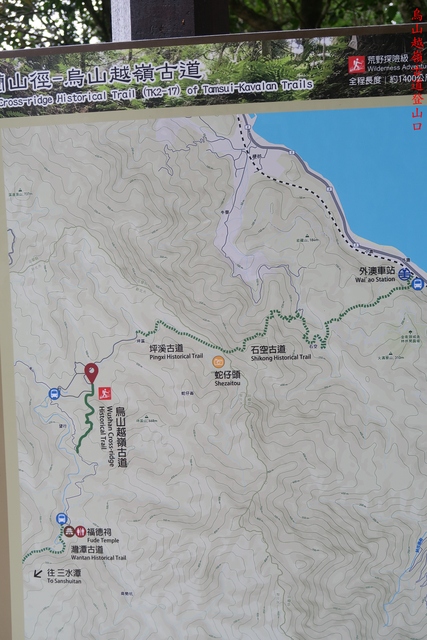 蘭山徑-烏山越嶺古道
Cross-ridge Historical Trail (TK2-17) of Tamsui-Kavalan Trails
荒野探險級
Wilderness Adventu
全程長度｜約1400公
烏山越嶺古道登山口
外澳車站
Wai'ao Station
坪溪古道
Pingxi Historical Trail
石空古道
Shikong Historical Trail
蛇仔頭
Shezaitou
烏山越嶺古道
Wushan Cross-ridge
Historical Trail
福德祠
Fude Temple
灣潭古道
Wantan Historical Trail
往 三水潭
To Sanshuitan